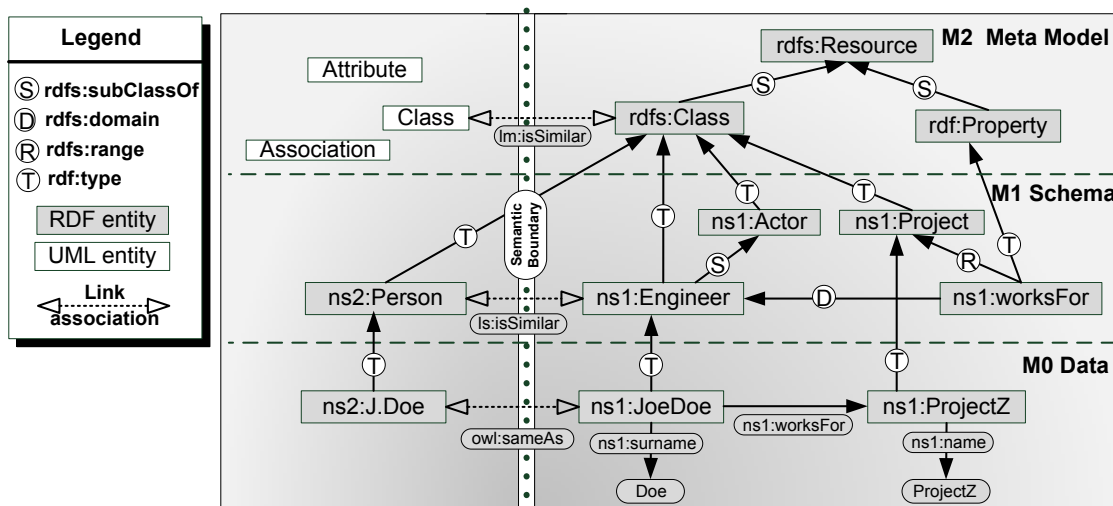 Legend
S rdfs:subClassOf
D rdfs:domain
R rdfs:range
T rdf:type
RDF entity
UML entity
Link
association
M2 Meta Model
rdfs:Resource
Attribute
S
S
Class
lm:isSimilar
rdfs:Class
rdf:Property
Association
M1 Schema
Semantic
Boundary
T
T
T
T
T
ns1:Actor
ns1:Project
S
R
ns2:Person
ls:isSimilar
ns1:Engineer
D
ns1:worksFor
M0 Data
T
T
T
ns2:J.Doe
owl:sameAs
ns1:JoeDoe
ns1:worksFor
ns1:ProjectZ
ns1:surname
ns1:name
Doe
ProjectZ